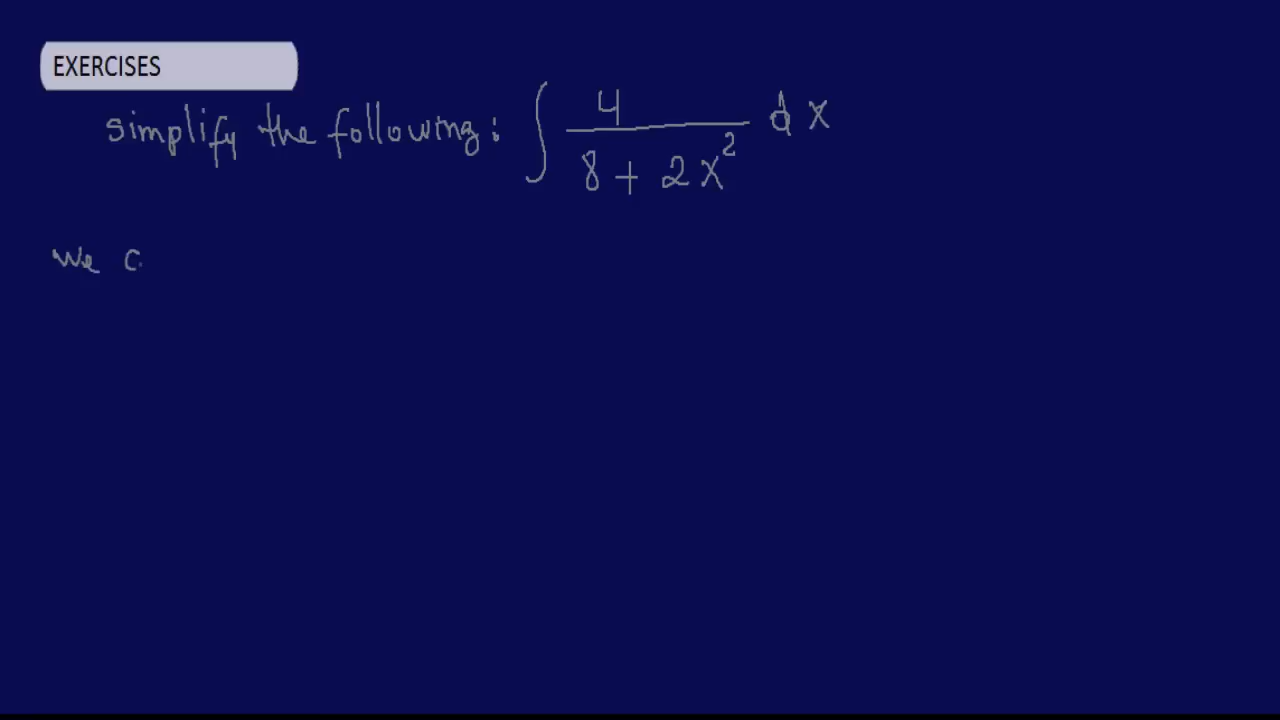 EXERCISES
simplify the following: ∫ 4 / (8 + 2x²) dx
We c